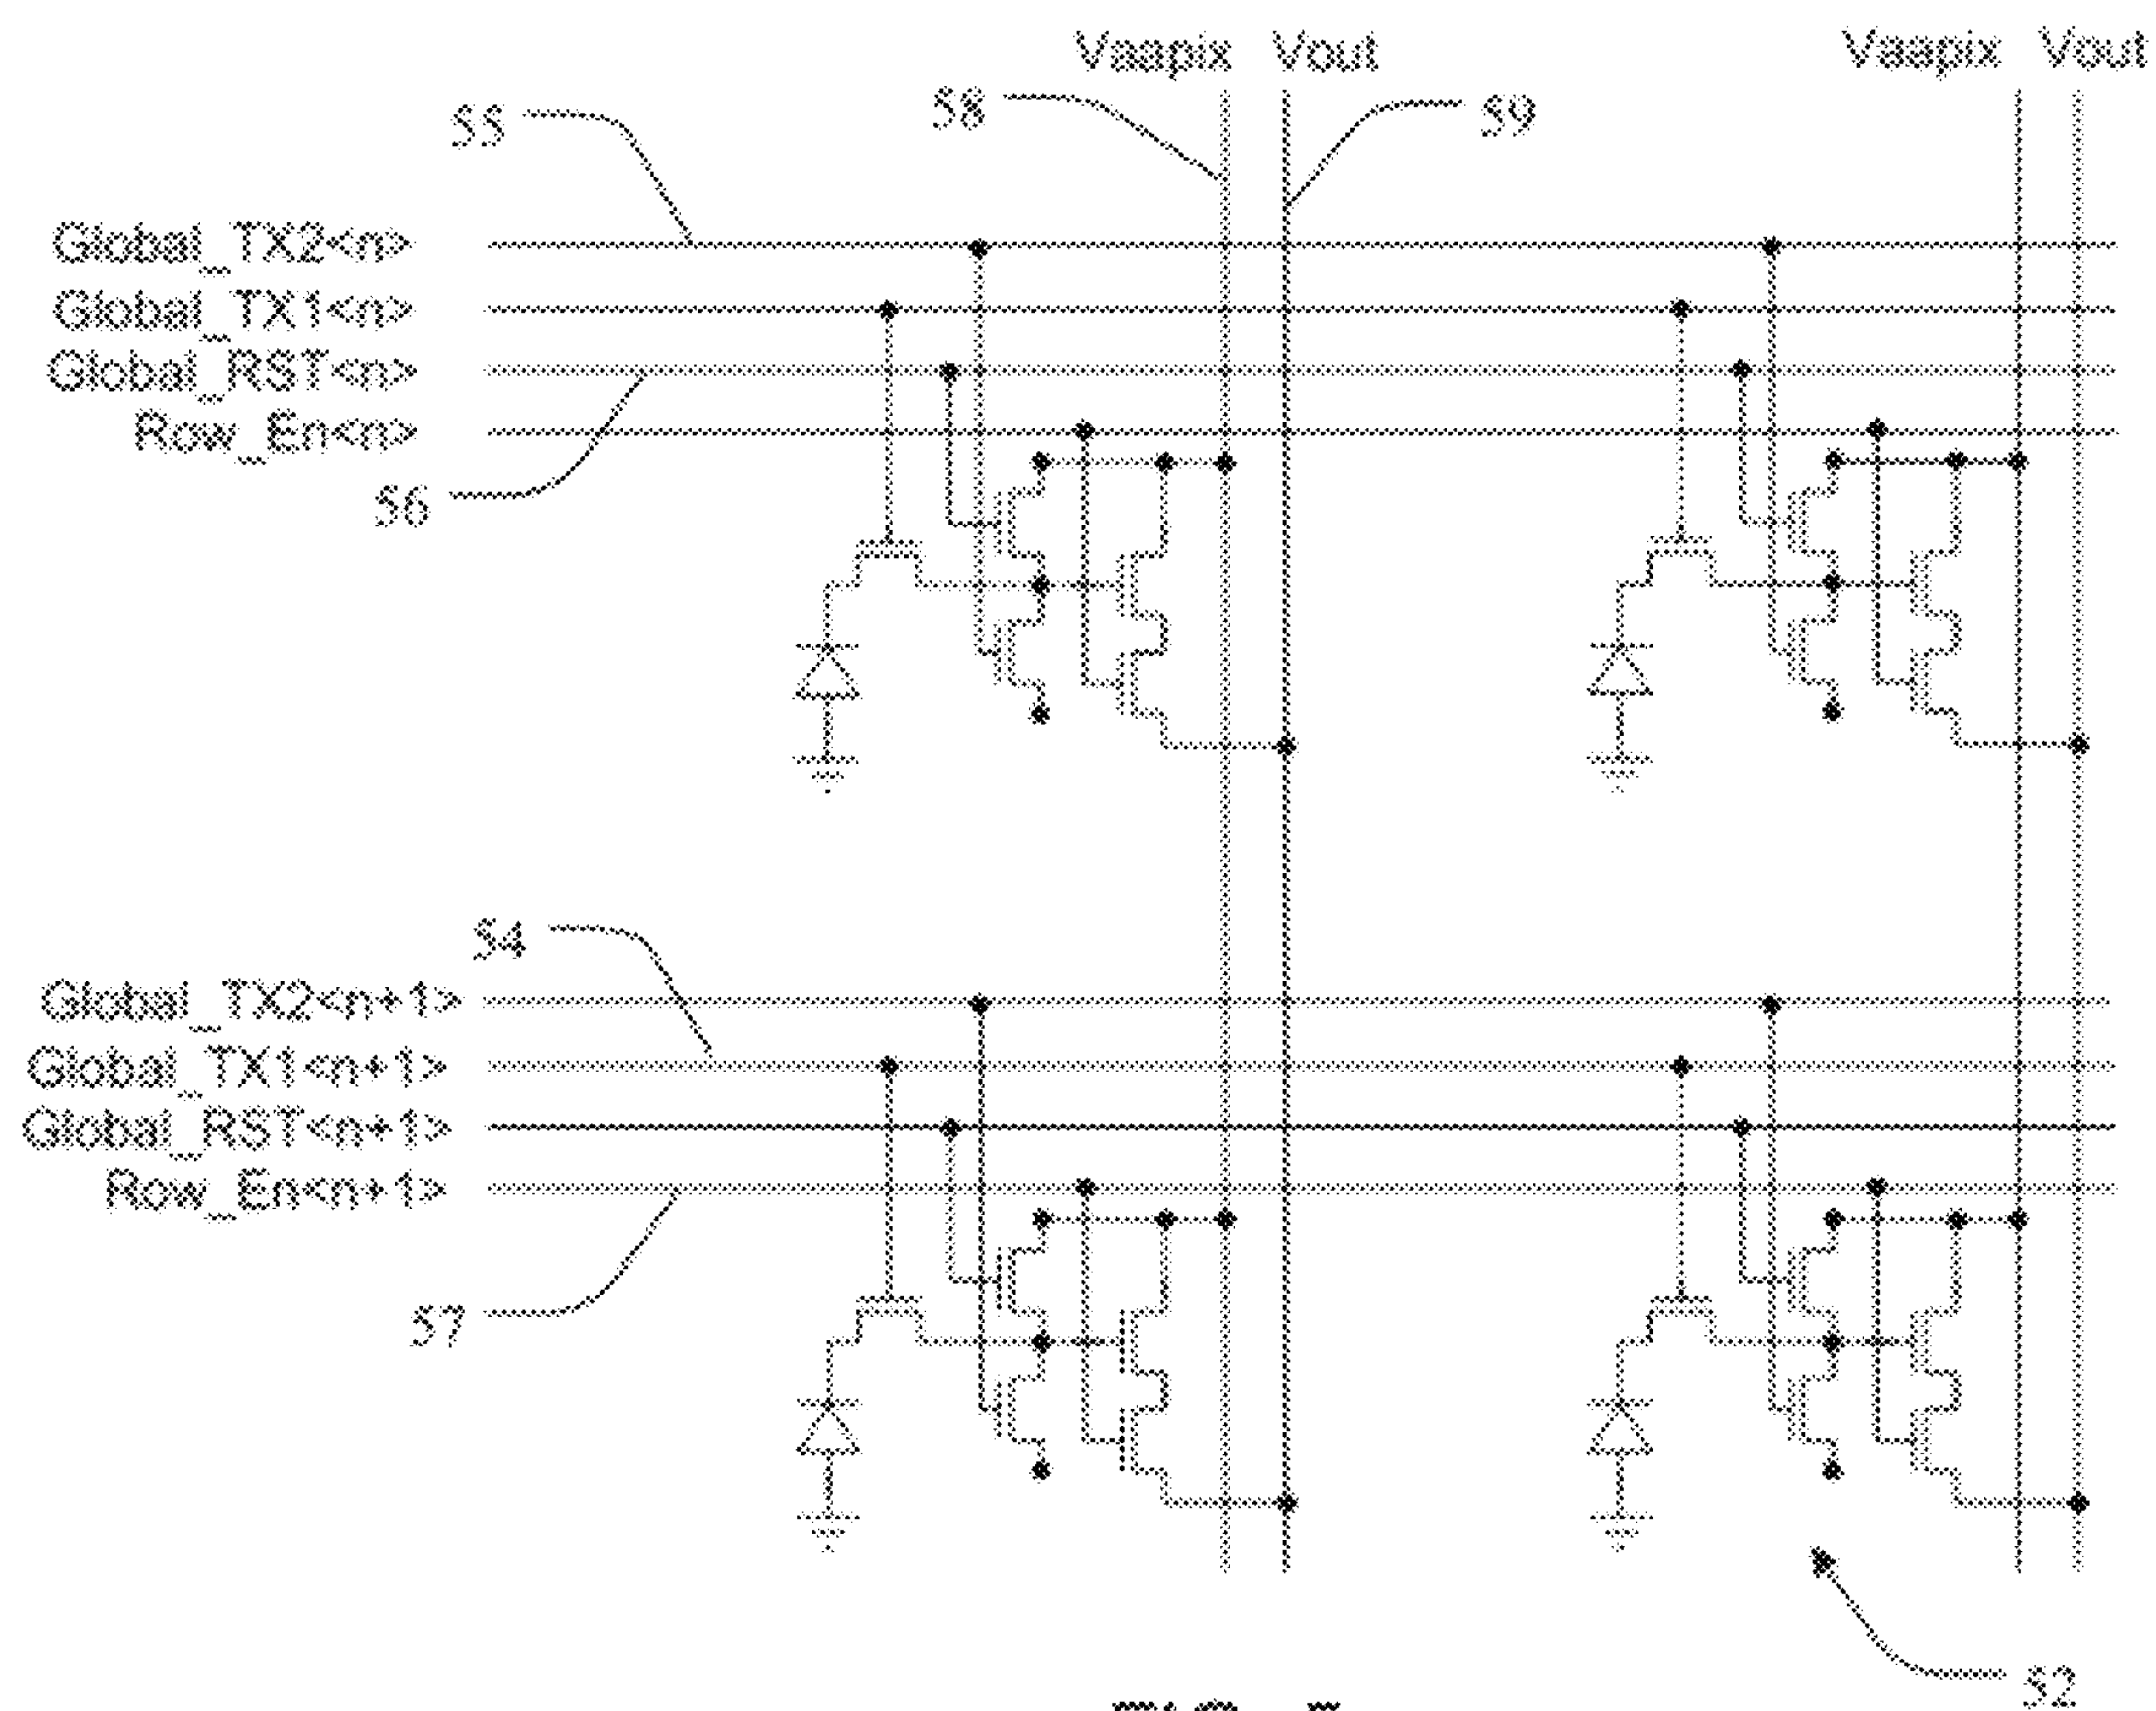 Vaapix Vout Vaapix Vout
58 59
55
Global_TX2<n>
Global_TX1<n>
Global_RST<n>
Row_En<n>
56
54
Global_TX2<n+1>
Global_TX1<n+1>
Global_RST<n+1>
Row_En<n+1>
57
52